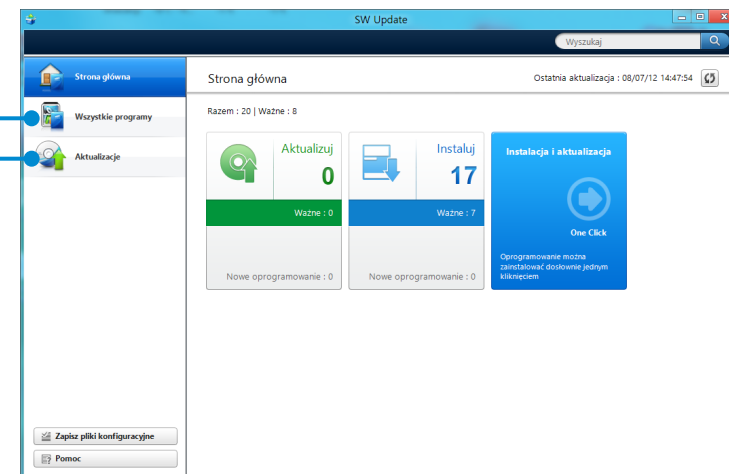 SW Update
Wyszukaj
Strona główna
Wszystkie programy
Aktualizacje
Zapisz pliki konfiguracyjne
Pomoc
Strona główna
Ostatnia aktualizacja : 08/07/12 14:47:54
Razem : 20 | Ważne : 8
Aktualizuj
0
Ważne : 0
Nowe oprogramowanie : 0
Instaluj
17
Ważne : 7
Nowe oprogramowanie : 0
Instalacja i aktualizacja
One Click
Oprogramowanie można
zainstalować dosłownie jednym
kliknięciem